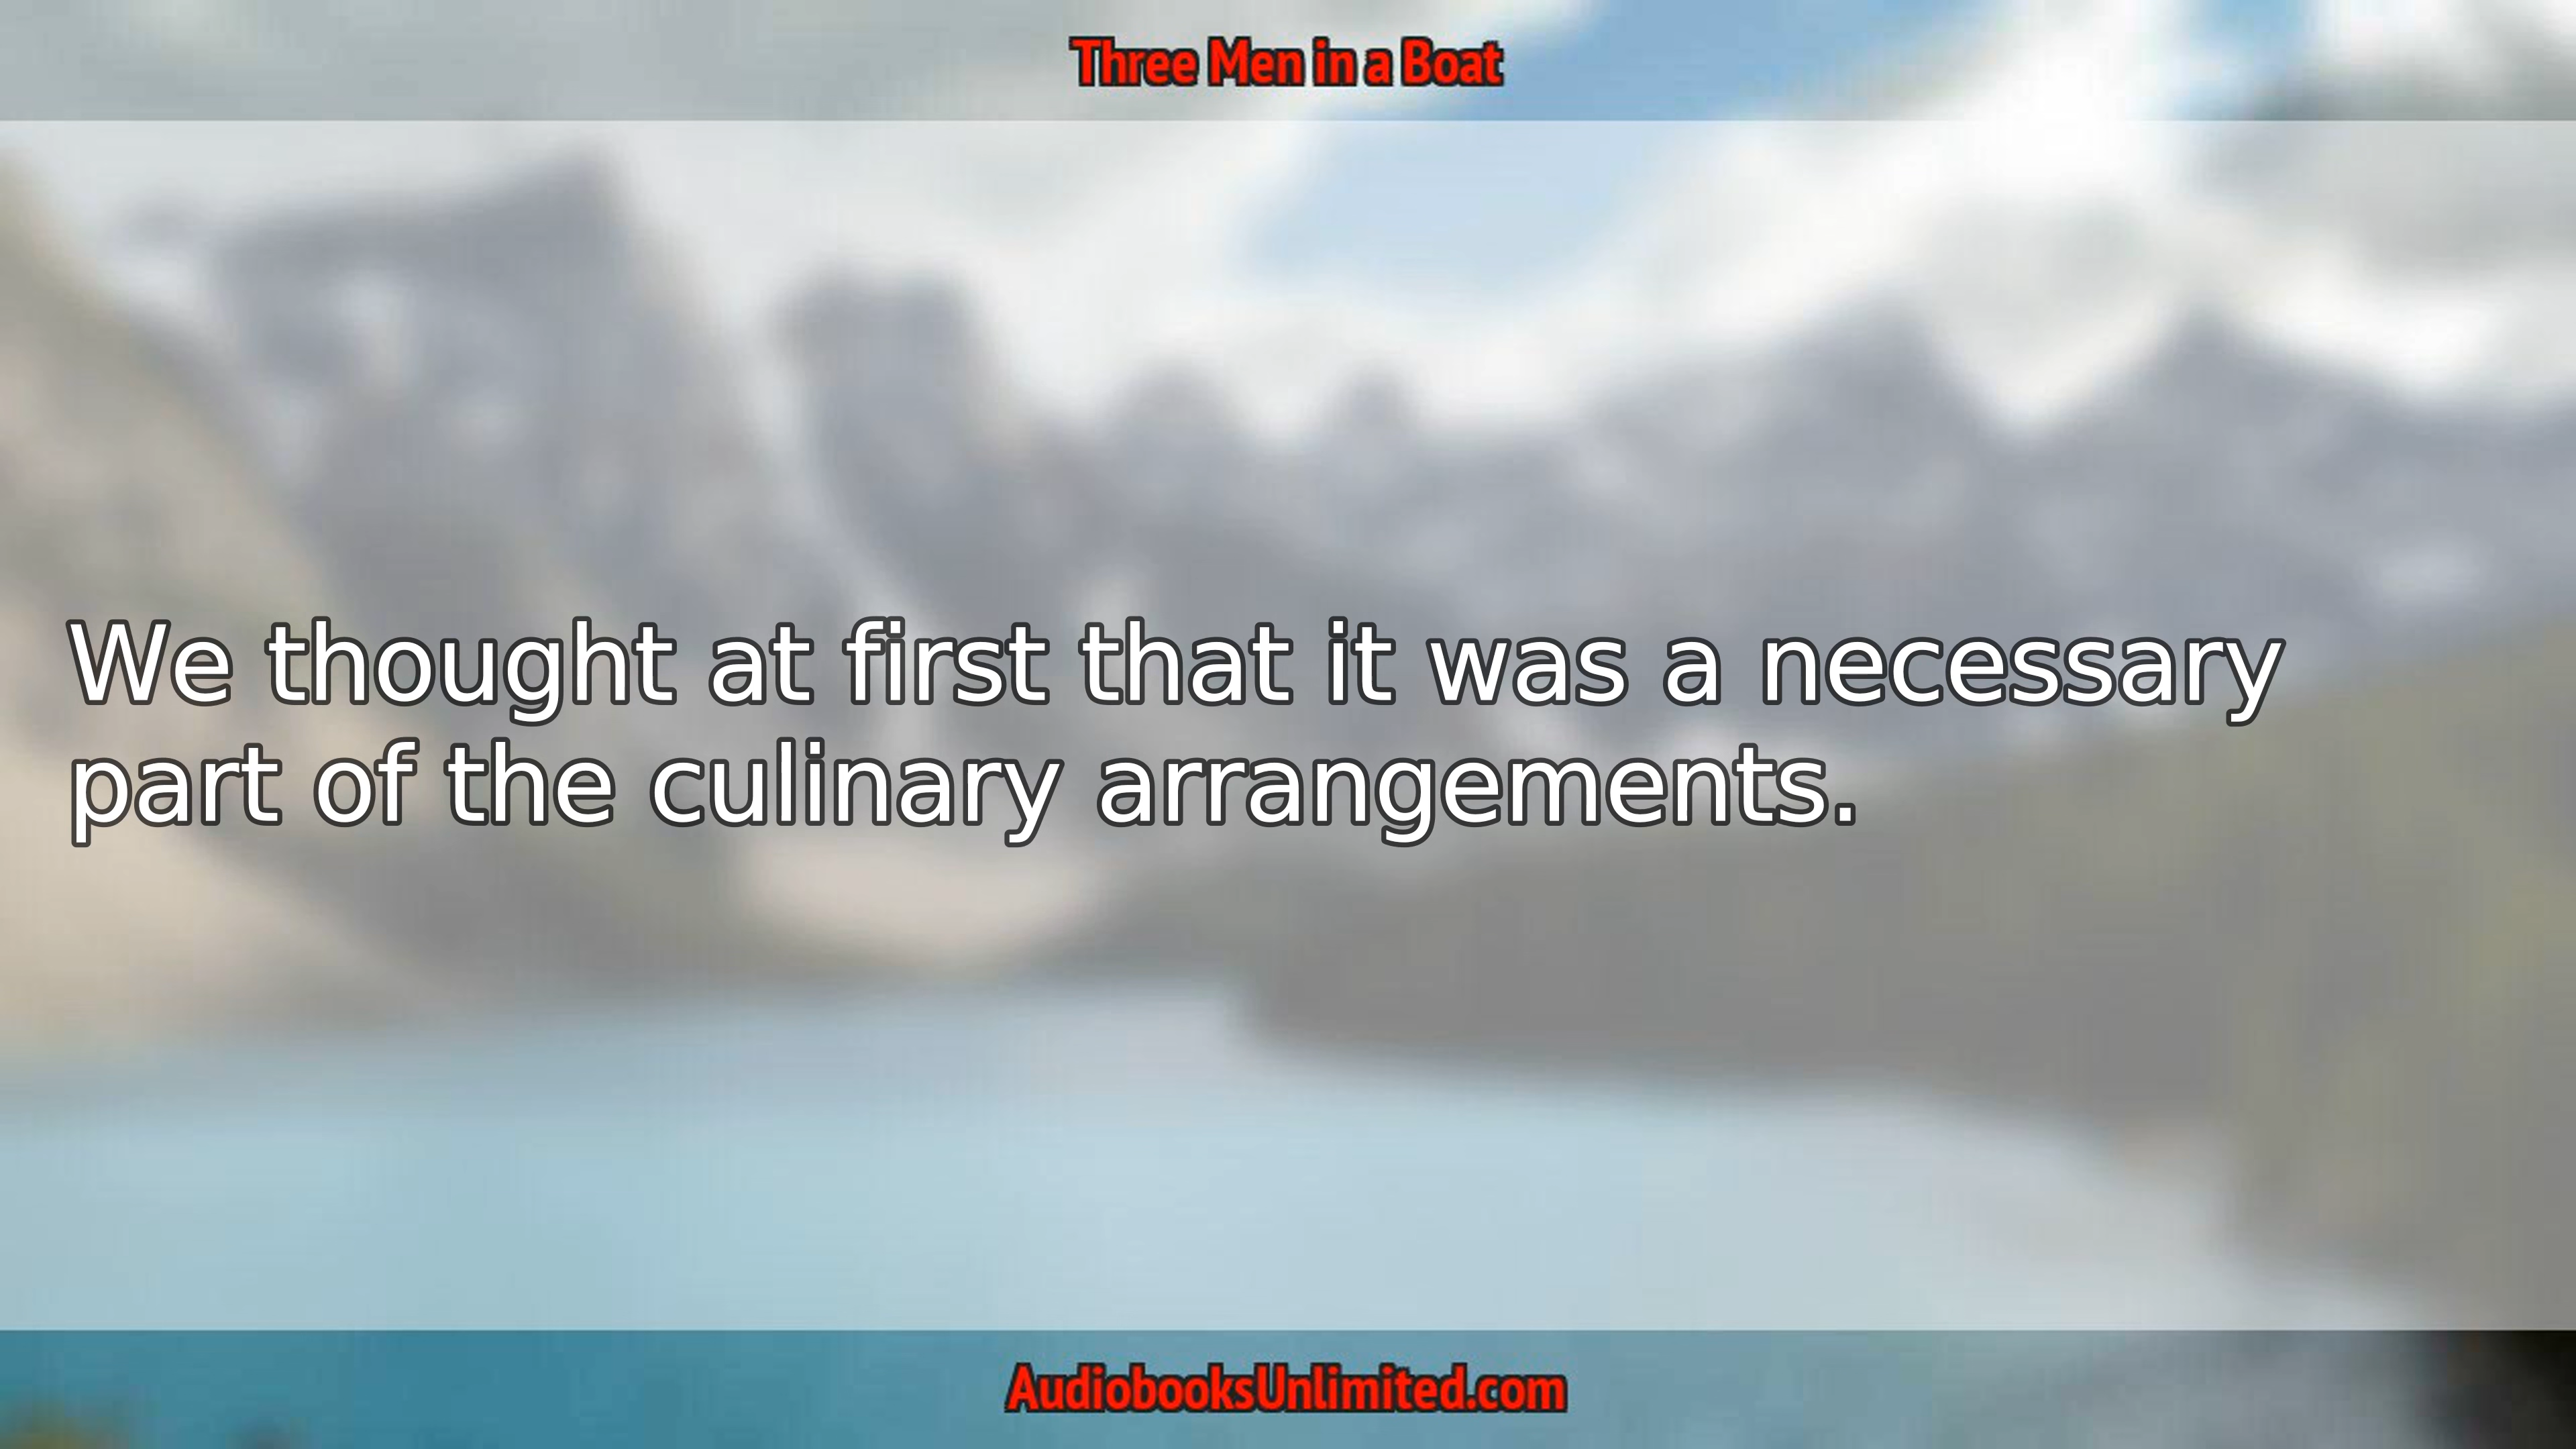 Three Men in a Boat
We thought at first that it was a necessary
part of the culinary arrangements.
AudiobooksUnlimited.com